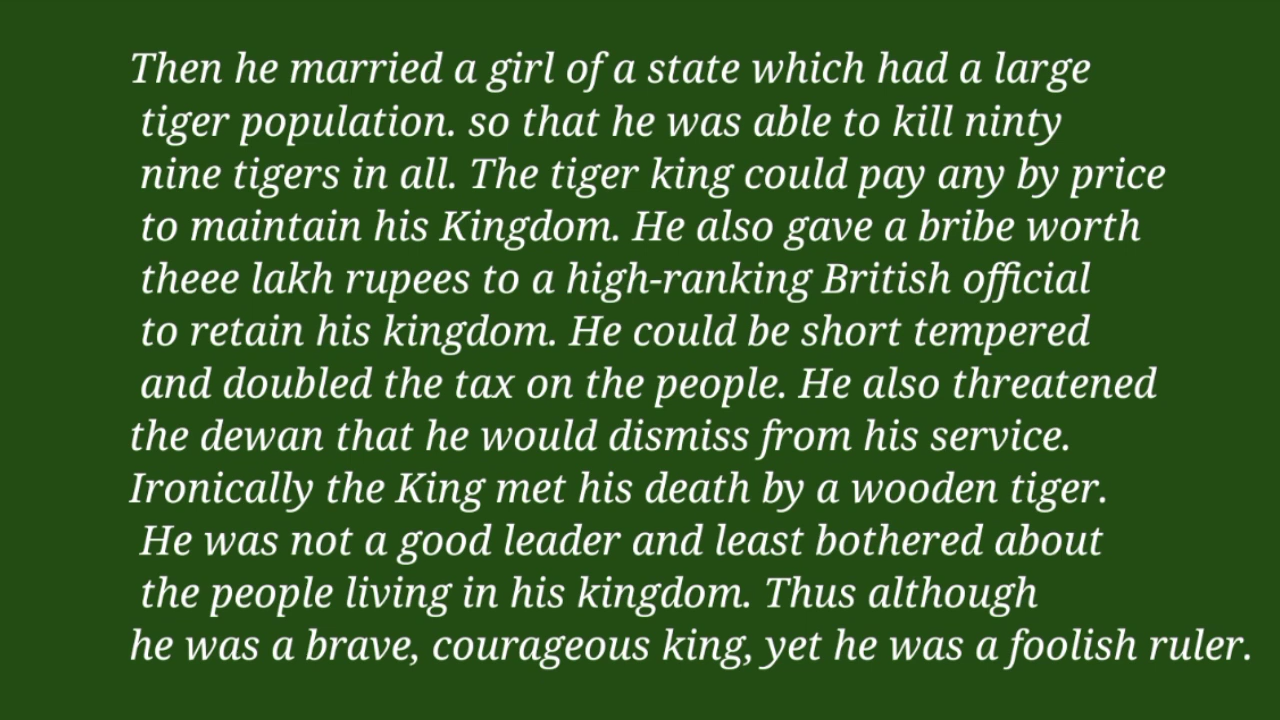 Then he married a girl of a state which had a large
tiger population. so that he was able to kill ninty
nine tigers in all. The tiger king could pay any by price
to maintain his Kingdom. He also gave a bribe worth
theee lakh rupees to a high-ranking British official
to retain his kingdom. He could be short tempered
and doubled the tax on the people. He also threatened
the dewan that he would dismiss from his service.
Ironically the King met his death by a wooden tiger.
He was not a good leader and least bothered about
the people living in his kingdom. Thus although
he was a brave, courageous king, yet he was a foolish ruler.